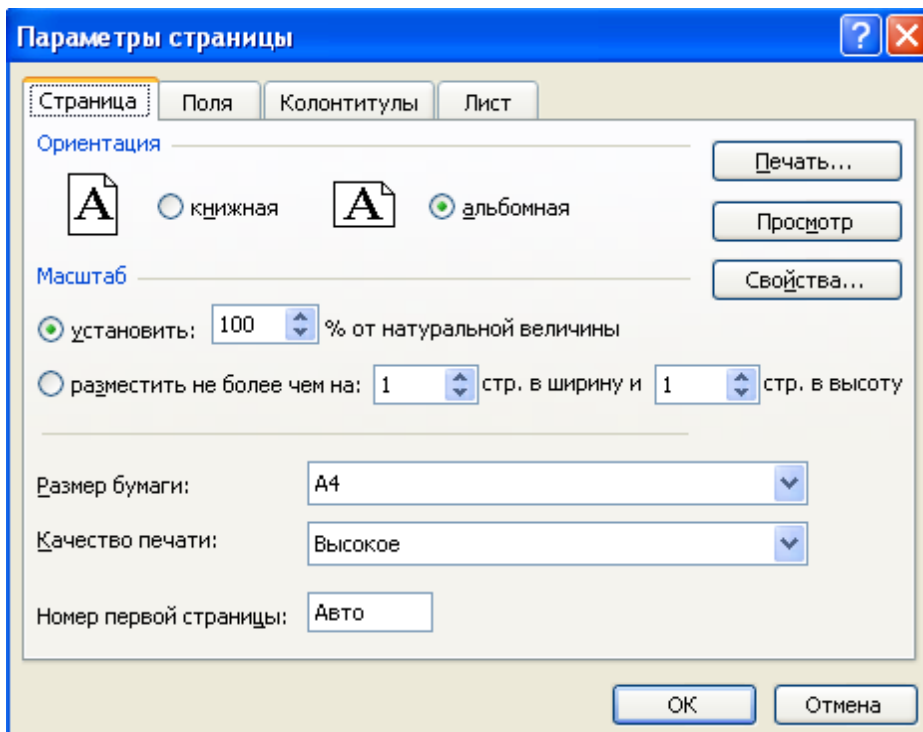 Параметры страницы
Страница Поля Колонтитулы Лист
Ориентация
Печать...
A книжная A альбомная
Просмотр
Масштаб
Свойства...
установить: 100 % от натуральной величины
разместить не более чем на: 1 стр. в ширину и 1 стр. в высоту
Размер бумаги: A4
Качество печати: Высокое
Номер первой страницы: Авто
ОК Отмена